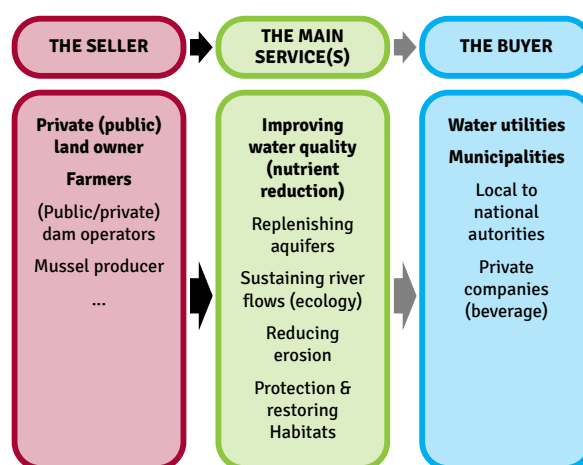 THE SELLER
THE MAIN
SERVICE(S)
THE BUYER
Private (public)
land owner
Farmers
(Public/private)
dam operators
Mussel producer
...
Improving
water quality
(nutrient
reduction)
Replenishing
aquifers
Sustaining river
flows (ecology)
Reducing
erosion
Protection &
restoring
Habitats
Water utilities
Municipalities
Local to
national
autorities
Private
companies
(beverage)